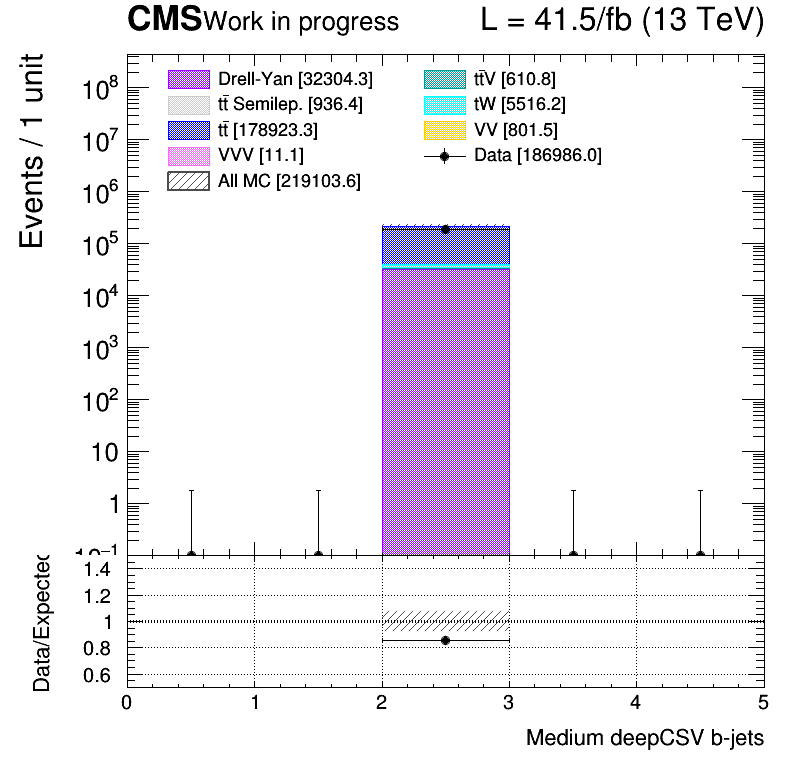 CMS Work in progress L = 41.5/fb (13 TeV)
Events / 1 unit
Drell-Yan [32304.3]
tt̄ Semilep. [936.4]
tt̄ [178923.3]
VVV [11.1]
All MC [219103.6]
tt̄V [610.8]
tW [5516.2]
VV [801.5]
Data [186986.0]
10⁸
10⁷
10⁶
10⁵
10⁴
10³
10²
10
1
10⁻¹
Data/Expected
1.4
1.2
1
0.8
0.6
0 1 2 3 4 5
Medium deepCSV b-jets